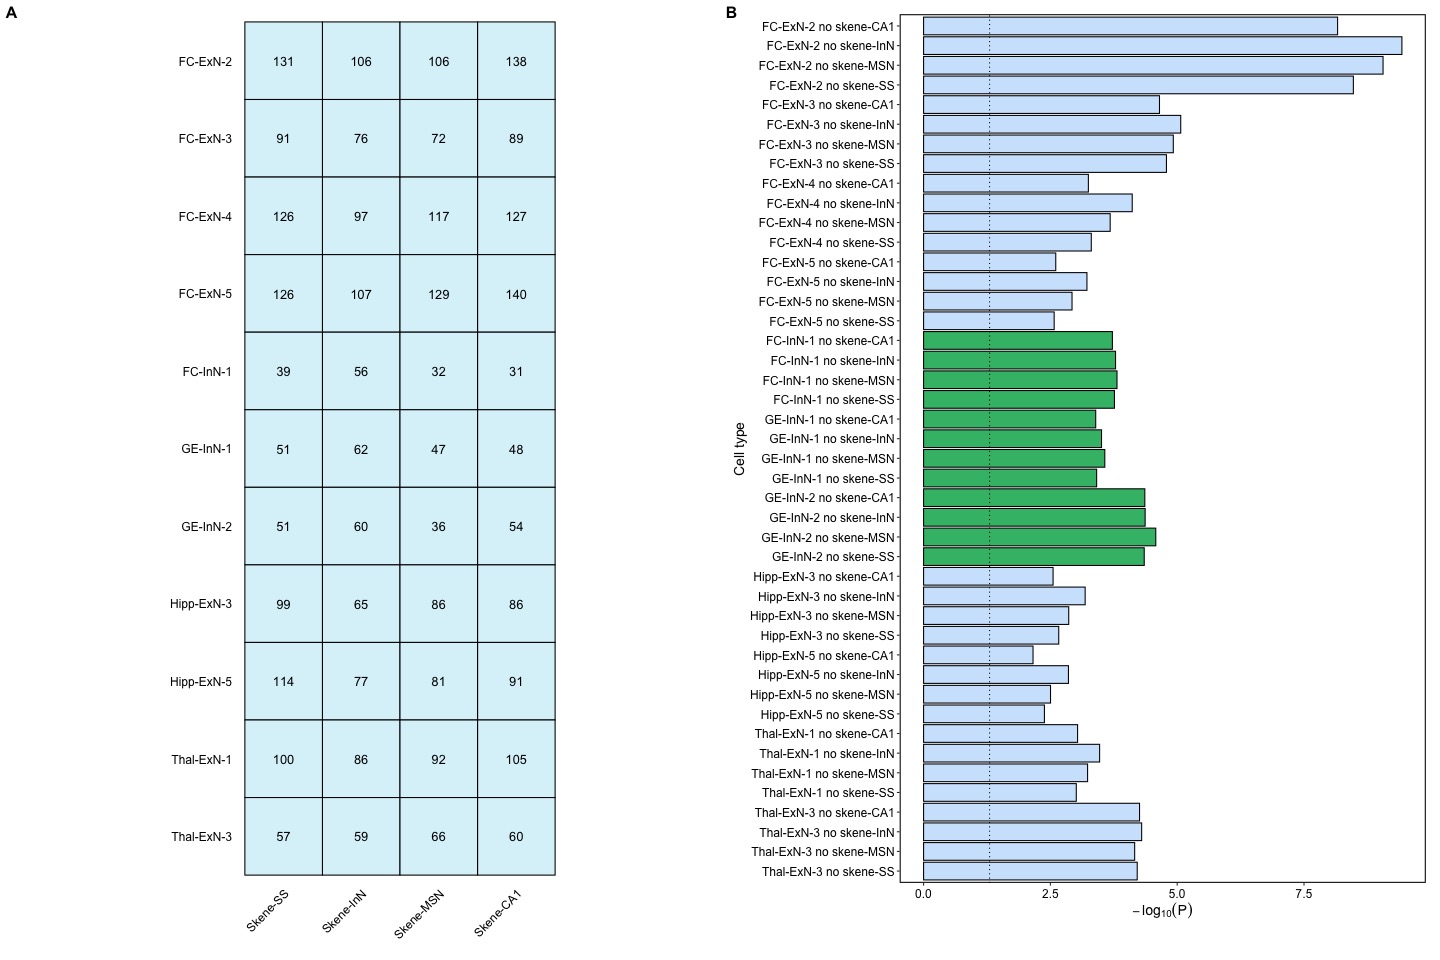 A
FC-ExN-2 131 106 106 138
FC-ExN-3 91 76 72 89
FC-ExN-4 126 97 117 127
FC-ExN-5 126 107 129 140
FC-InN-1 39 56 32 31
GE-InN-1 51 62 47 48
GE-InN-2 51 60 36 54
Hipp-ExN-3 99 65 86 86
Hipp-ExN-5 114 77 81 91
Thal-ExN-1 100 86 92 105
Thal-ExN-3 57 59 66 60
Skene-SS Skene-InN Skene-MSN Skene-CA1
B
Cell type
FC-ExN-2 no skene-CA1
FC-ExN-2 no skene-InN
FC-ExN-2 no skene-MSN
FC-ExN-2 no skene-SS
FC-ExN-3 no skene-CA1
FC-ExN-3 no skene-InN
FC-ExN-3 no skene-MSN
FC-ExN-3 no skene-SS
FC-ExN-4 no skene-CA1
FC-ExN-4 no skene-InN
FC-ExN-4 no skene-MSN
FC-ExN-4 no skene-SS
FC-ExN-5 no skene-CA1
FC-ExN-5 no skene-InN
FC-ExN-5 no skene-MSN
FC-ExN-5 no skene-SS
FC-InN-1 no skene-CA1
FC-InN-1 no skene-InN
FC-InN-1 no skene-MSN
FC-InN-1 no skene-SS
GE-InN-1 no skene-CA1
GE-InN-1 no skene-InN
GE-InN-1 no skene-MSN
GE-InN-1 no skene-SS
GE-InN-2 no skene-CA1
GE-InN-2 no skene-InN
GE-InN-2 no skene-MSN
GE-InN-2 no skene-SS
Hipp-ExN-3 no skene-CA1
Hipp-ExN-3 no skene-InN
Hipp-ExN-3 no skene-MSN
Hipp-ExN-3 no skene-SS
Hipp-ExN-5 no skene-CA1
Hipp-ExN-5 no skene-InN
Hipp-ExN-5 no skene-MSN
Hipp-ExN-5 no skene-SS
Thal-ExN-1 no skene-CA1
Thal-ExN-1 no skene-InN
Thal-ExN-1 no skene-MSN
Thal-ExN-1 no skene-SS
Thal-ExN-3 no skene-CA1
Thal-ExN-3 no skene-InN
Thal-ExN-3 no skene-MSN
Thal-ExN-3 no skene-SS
0.0 2.5 5.0 7.5
−log₁₀(P)